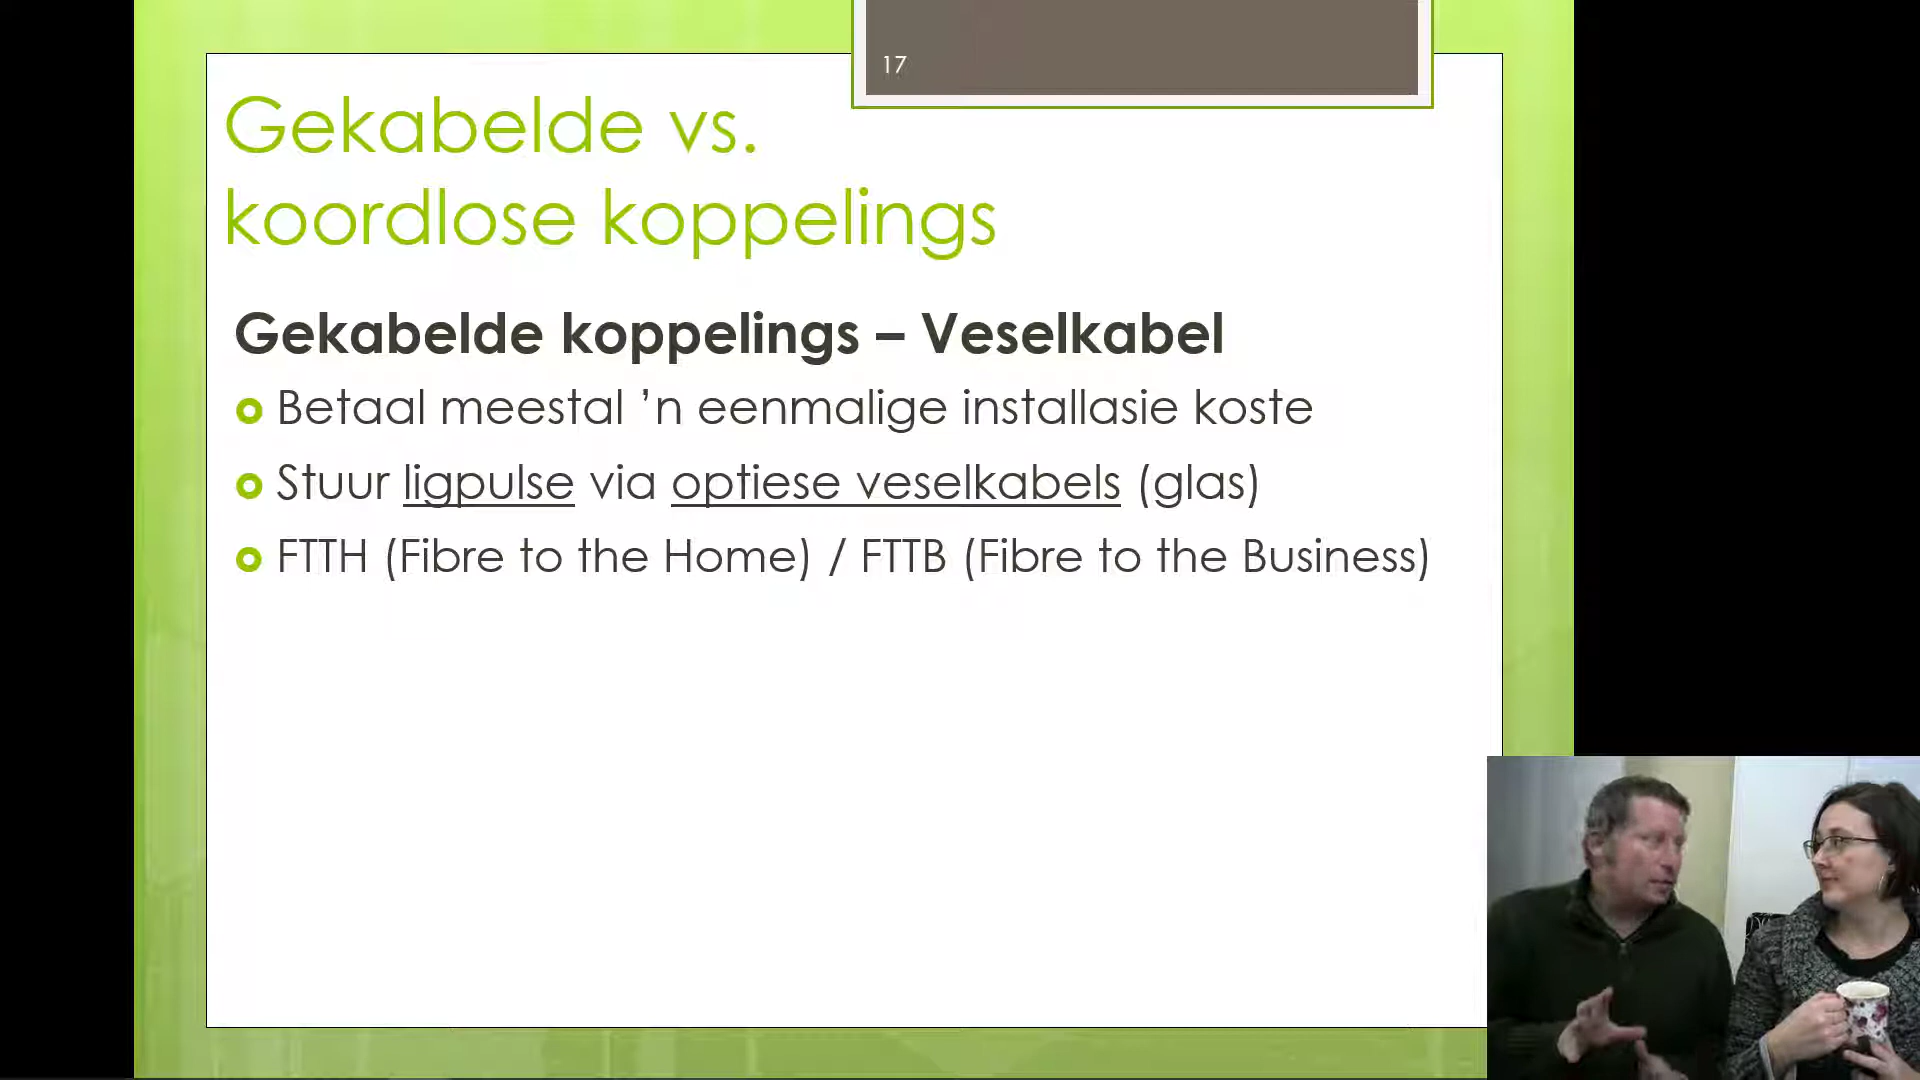 17
Gekabelde vs.
koordlose koppelings
Gekabelde koppelings – Veselkabel
Betaal meestal ’n eenmalige installasie koste
Stuur ligpulse via optiese veselkabels (glas)
FTTH (Fibre to the Home) / FTTB (Fibre to the Business)